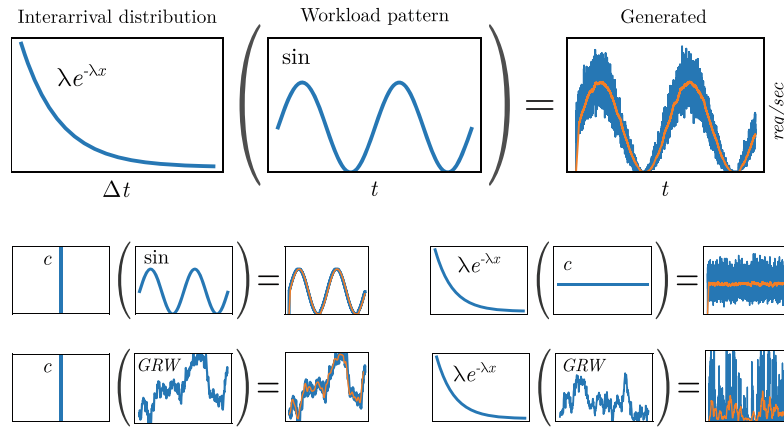 Interarrival distribution Workload pattern Generated
λe^-λx ( sin ) = req/sec
Δt t t
c ( sin ) = λe^-λx ( c ) =
c ( GRW ) = λe^-λx ( GRW ) =